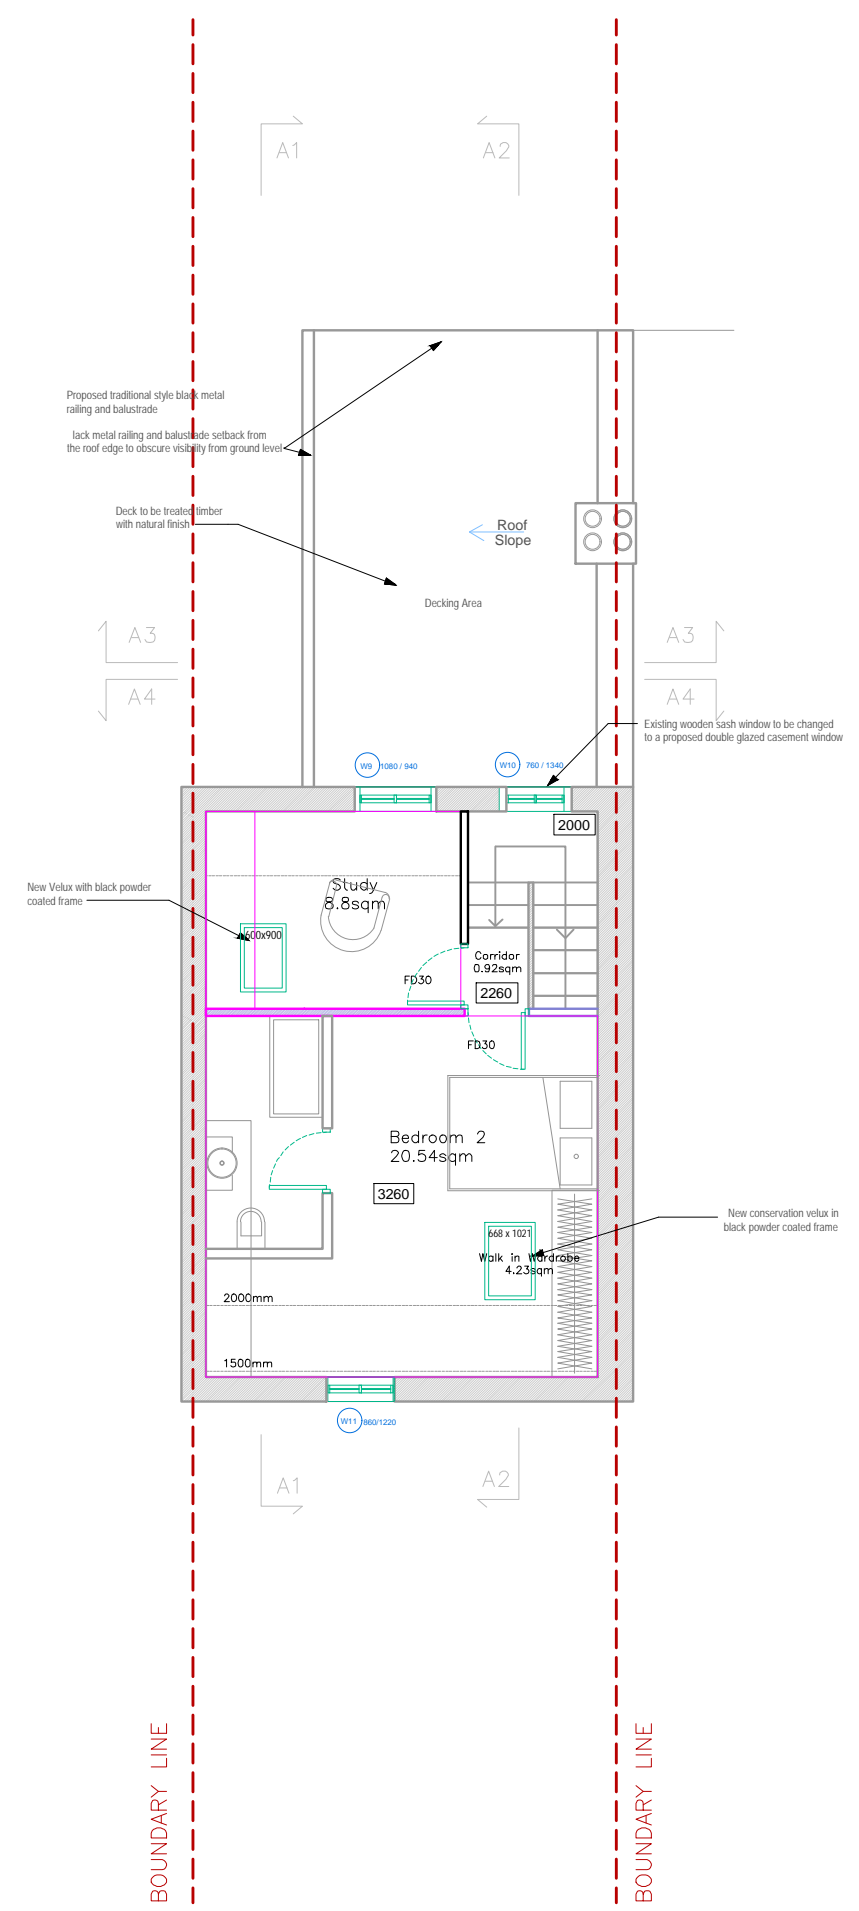 A1
A2
Proposed traditional style black metal
railing and balustrade
lack metal railing and balustrade setback from
the roof edge to obscure visibility from ground level
Deck to be treated timber
with natural finish
Roof
Slope
Decking Area
A3
A3
A4
A4
Existing wooden sash window to be changed
to a proposed double glazed casement window
W9 1080 / 940
W10 760 / 1340
2000
New Velux with black powder
coated frame
Study
8.8sqm
600x900
Corridor
0.92sqm
FD30
2260
FD30
Bedroom 2
20.54sqm
3260
New conservation velux in
black powder coated frame
668 x 1021
Walk in Wardrobe
4.23sqm
2000mm
1500mm
W11 860/1220
A1
A2
BOUNDARY LINE
BOUNDARY LINE